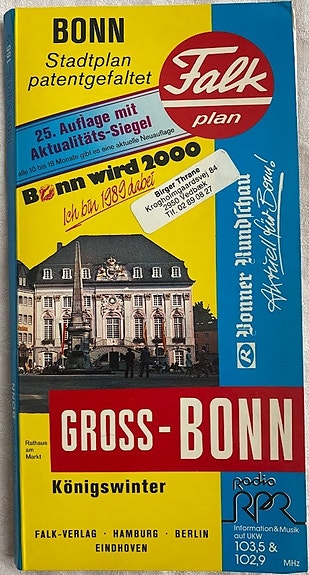 BONN
Stadtplan
patentgefaltet
Falk
plan
25. Auflage mit
Aktualitäts-Siegel
alle 10 bis 18 Monate gibt es eine aktuelle Neuauflage
Bonn wird 2000
Ich bin 1989 dabei
Birger Thrane
Krogholmgaardsvej 84
2950 Vedbæk
Tlf. 02 89 08 27
R Bonner Rundschau
Aktuell für Bonn!
Rathaus
am
Markt
GROSS-BONN
Königswinter
Radio
RPR
Information & Musik
auf UKW
103,5 &
102,9 MHz
FALK-VERLAG · HAMBURG · BERLIN
EINDHOVEN